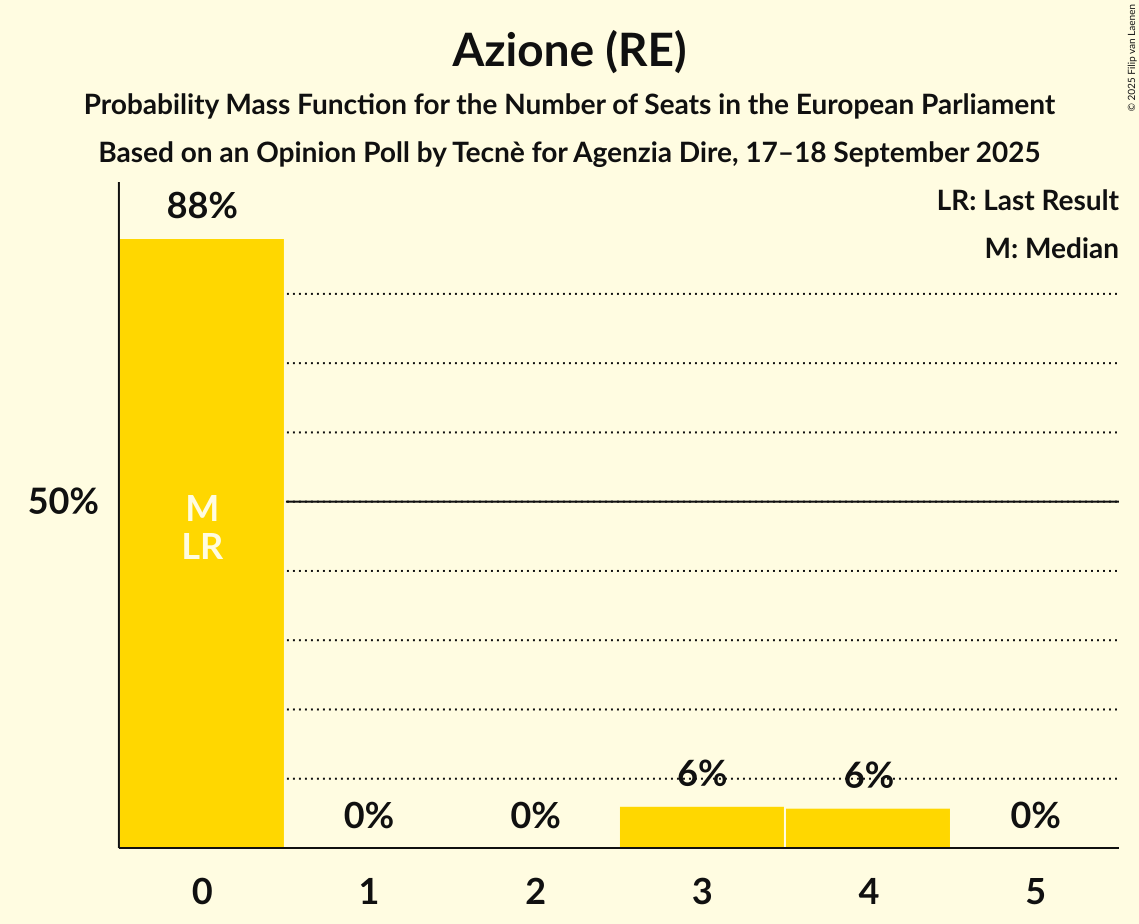 Azione (RE)
Probability Mass Function for the Number of Seats in the European Parliament
Based on an Opinion Poll by Tecnè for Agenzia Dire, 17–18 September 2025
© 2025 Filip van Laenen
LR: Last Result
M: Median
88%
50%
M
LR
0%
0%
6%
6%
0%
0
1
2
3
4
5